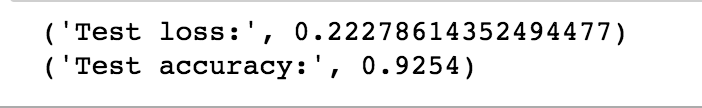 ('Test loss:', 0.22278614352494477)
('Test accuracy:', 0.9254)